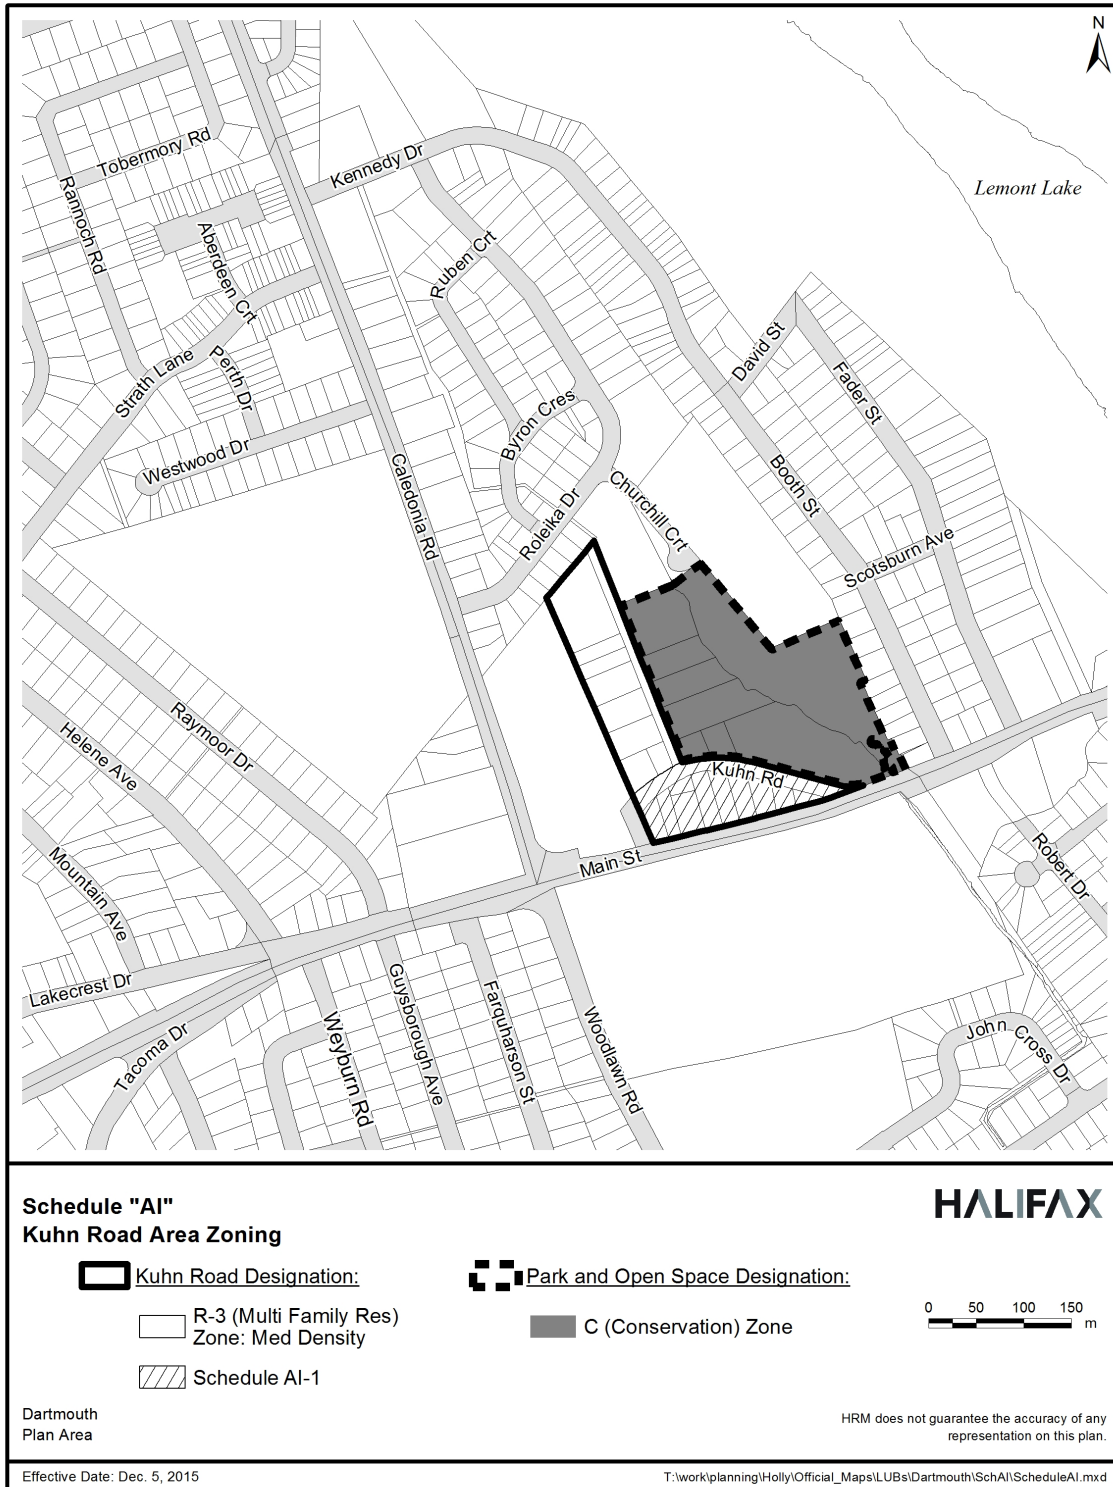 N
Tobermory Rd
Kennedy Dr
Lemont Lake
Rannoch Rd
Aberdeen Crt
Ruben Crt
David St
Strath Lane
Perth Dr
Fader St
Byron Cres
Westwood Dr
Caledonia Rd
Booth St
Churchill Crt
Roleika Dr
Scotsburn Ave
Raymoor Dr
Helene Ave
Kuhn Rd
Main St
Robert Dr
Mountain Ave
Lakecrest Dr
Tacoma Dr
Weyburn Rd
Guysborough Ave
Farquharson St
Woodlawn Rd
John Cross Dr
Schedule "AI"
Kuhn Road Area Zoning
HALIFAX
Kuhn Road Designation:
Park and Open Space Designation:
R-3 (Multi Family Res)
Zone: Med Density
C (Conservation) Zone
0 50 100 150
m
Schedule AI-1
Dartmouth
Plan Area
HRM does not guarantee the accuracy of any
representation on this plan.
Effective Date: Dec. 5, 2015
T:\work\planning\Holly\Official_Maps\LUBs\Dartmouth\SchAI\ScheduleAI.mxd